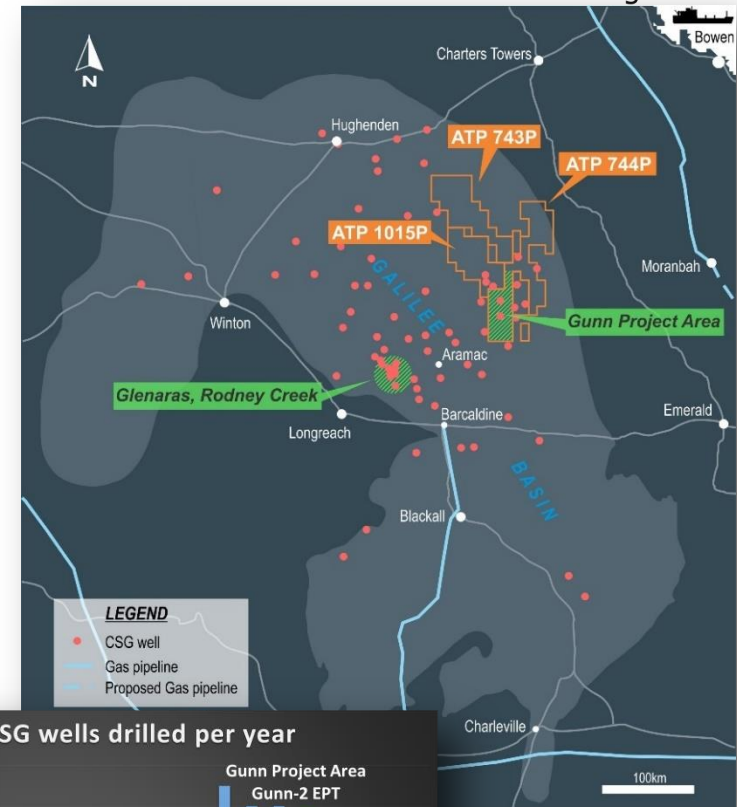 Bowen
Charters Towers
N
Hughenden
ATP 743P
ATP 744P
ATP 1015P
GALILEE
Moranbah
Winton
Gunn Project Area
Aramac
Glenaras, Rodney Creek
Barcaldine
Emerald
Longreach
BASIN
Blackall
LEGEND
CSG well
Gas pipeline
Proposed Gas pipeline
SG wells drilled per year
Charleville
Gunn Project Area
Gunn-2 EPT
100km